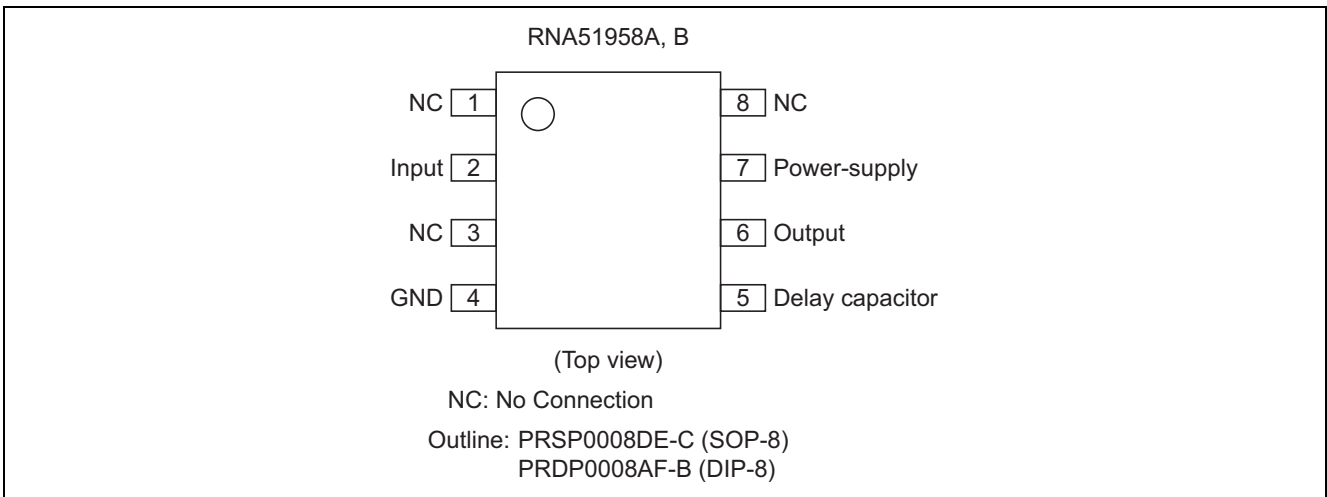 RNA51958A, B
NC 1
8 NC
Input 2
7 Power-supply
NC 3
6 Output
GND 4
5 Delay capacitor
(Top view)
NC: No Connection
Outline: PRSP0008DE-C (SOP-8)
PRDP0008AF-B (DIP-8)